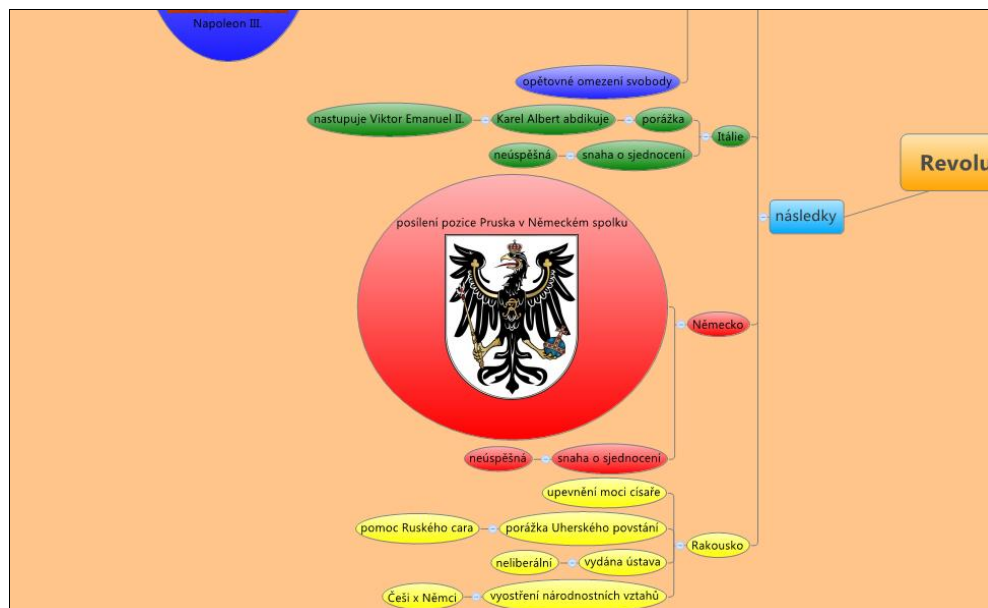 Napoleon III.
opětovné omezení svobody
nastupuje Viktor Emanuel II.
Karel Albert abdikuje
porážka
Itálie
neúspěšná
snaha o sjednocení
Revolu
následky
posílení pozice Pruska v Německém spolku
Německo
neúspěšná
snaha o sjednocení
upevnění moci císaře
pomoc Ruského cara
porážka Uherského povstání
Rakousko
neliberální
vydána ústava
Češi x Němci
vyostření národnostních vztahů